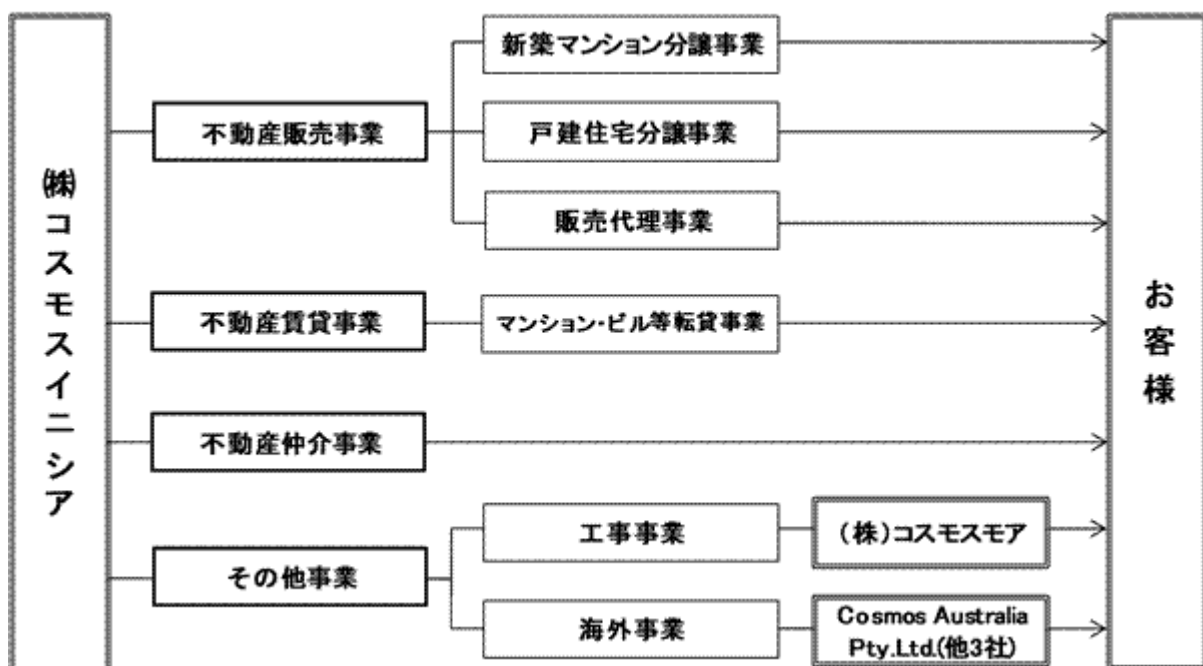 ㈱コスモスイニシア
不動産販売事業
新築マンション分譲事業
戸建住宅分譲事業
販売代理事業
不動産賃貸事業
マンション・ビル等転貸事業
不動産仲介事業
その他事業
工事事業
(株)コスモスモア
海外事業
Cosmos Australia
Pty.Ltd.(他3社)
お客様